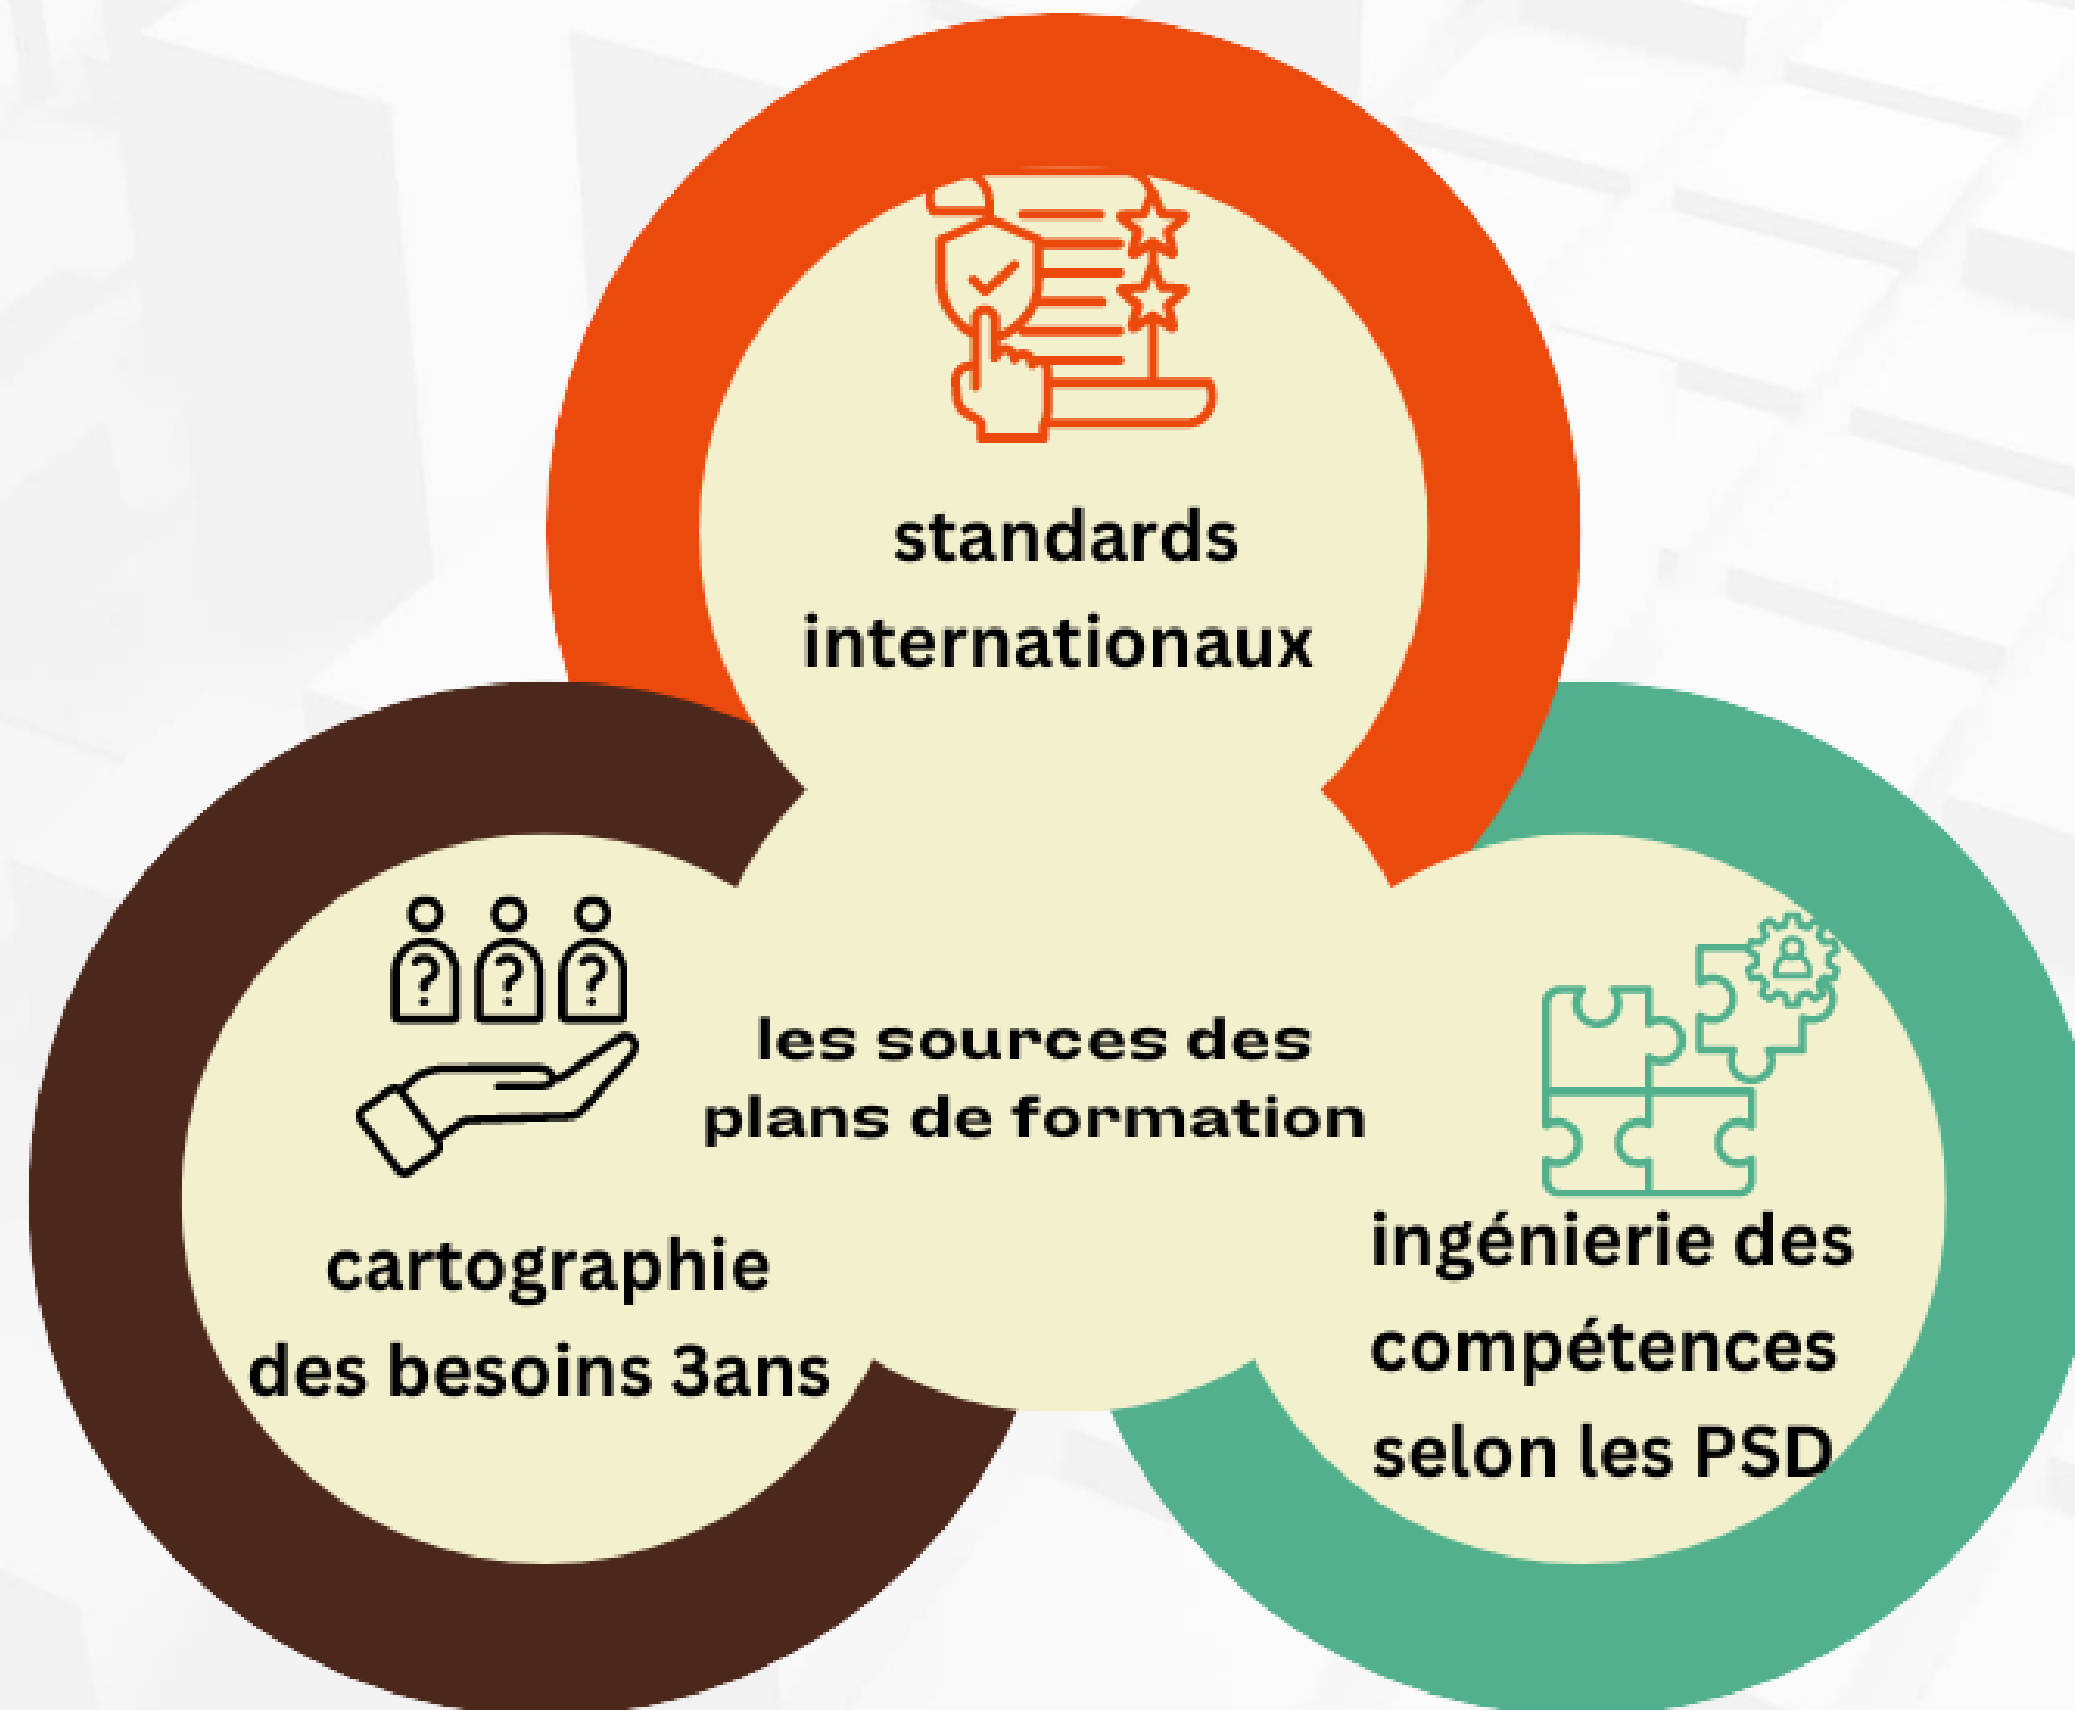 standards
internationaux
les sources des
plans de formation
cartographie
des besoins 3ans
ingénierie des
compétences
selon les PSD